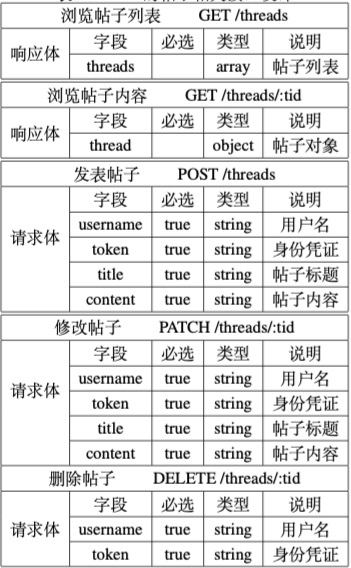 浏览帖子列表 GET /threads
响应体 字段 必选 类型 说明
threads array 帖子列表
浏览帖子内容 GET /threads/:tid
响应体 字段 必选 类型 说明
thread object 帖子对象
发表帖子 POST /threads
请求体 字段 必选 类型 说明
username true string 用户名
token true string 身份凭证
title true string 帖子标题
content true string 帖子内容
修改帖子 PATCH /threads/:tid
请求体 字段 必选 类型 说明
username true string 用户名
token true string 身份凭证
title true string 帖子标题
content true string 帖子内容
删除帖子 DELETE /threads/:tid
请求体 字段 必选 类型 说明
username true string 用户名
token true string 身份凭证